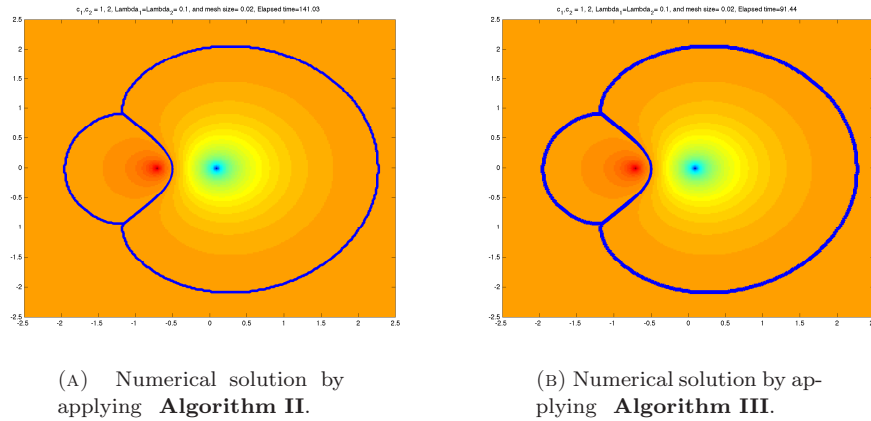 c1,c2 = 1, 2, Lambda1=Lambda2= 0.1, and mesh size= 0.02, Elapsed time=141.03
2.5
2
1.5
1
0.5
0
0.5
1
-1.5
-2
-2.5
-2.5 -2 -1.5 -1 -0.5 0 0.5 1 1.5 2 2.5
(A) Numerical solution by
applying Algorithm II.
c1,c2 = 1, 2, Lambda1=Lambda2= 0.1, and mesh size= 0.02, Elapsed time=91.44
2.5
2
1.5
1
0.5
0
0.5
1
-1.5
-2
-2.5
-2.5 -2 -1.5 -1 -0.5 0 0.5 1 1.5 2 2.5
(B) Numerical solution by ap-
plying Algorithm III.